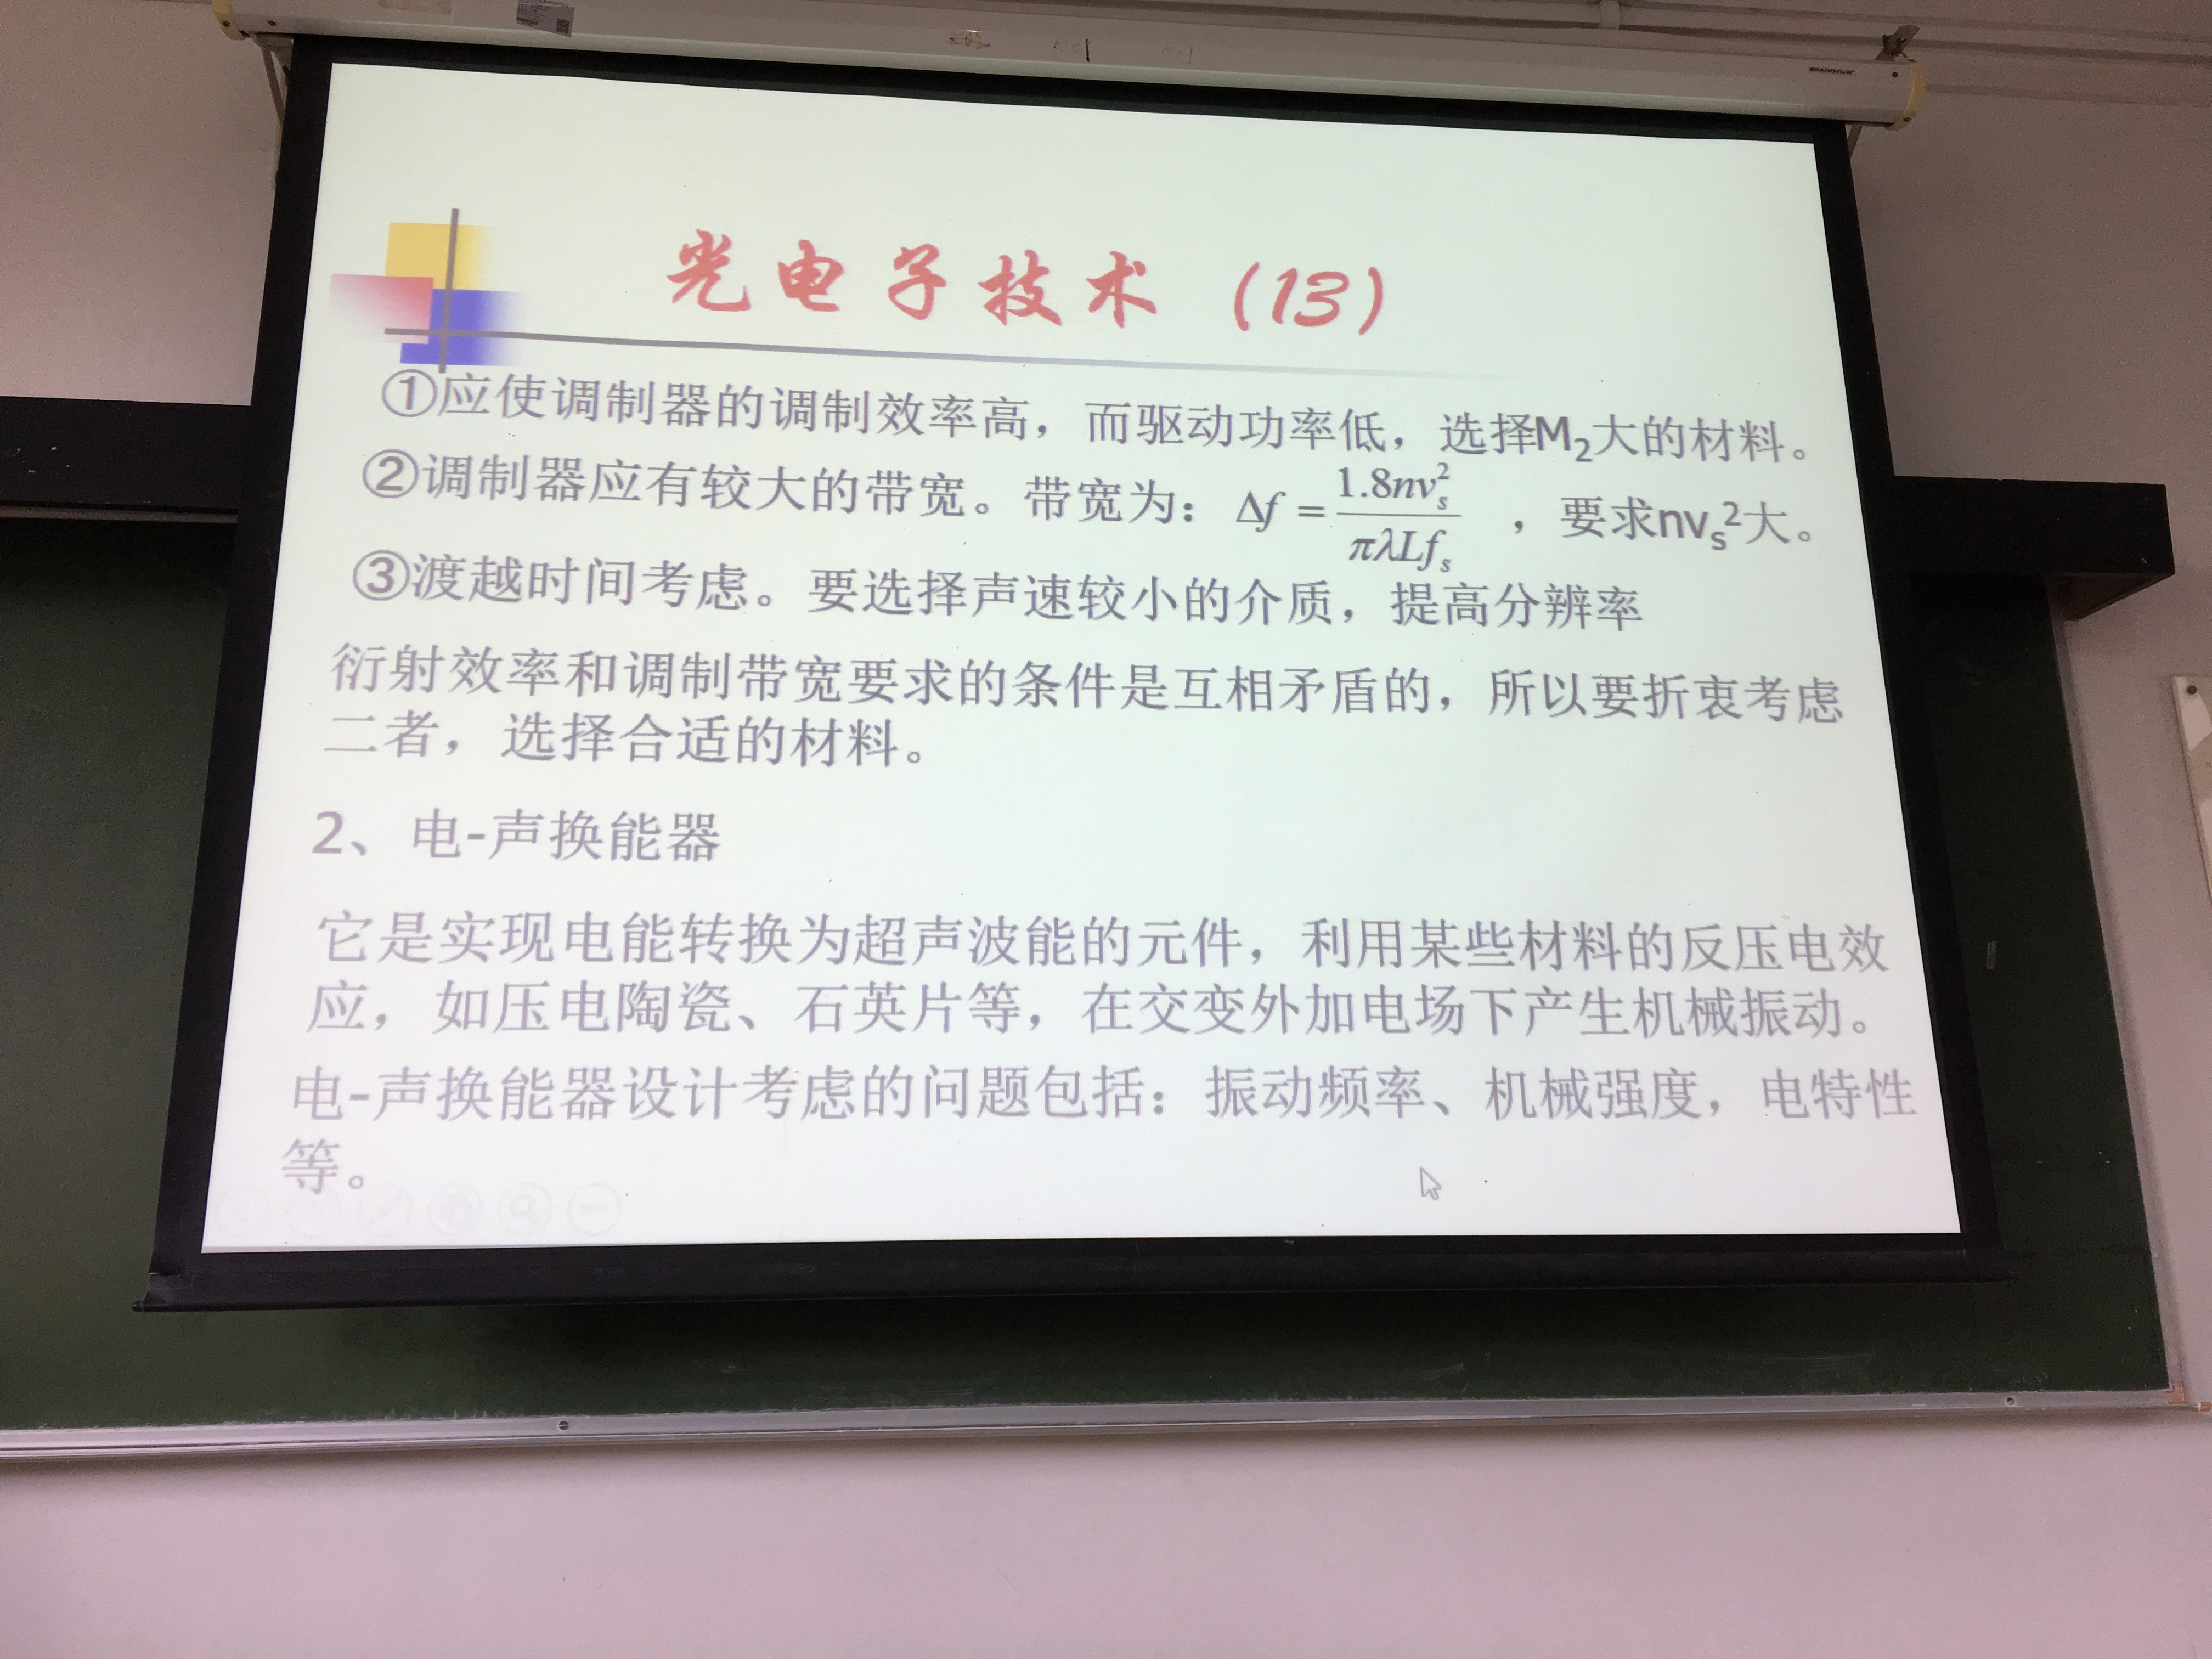 光电子技术（13）
①应使调制器的调制效率高，而驱动功率低，选择M₂大的材料。
②调制器应有较大的带宽。带宽为：Δf = 1.8nvₛ² / πλLfₛ ，要求nvₛ²大。
③渡越时间考虑。要选择声速较小的介质，提高分辨率
衍射效率和调制带宽要求的条件是互相矛盾的，所以要折衷考虑
二者，选择合适的材料。
2、电-声换能器
它是实现电能转换为超声波能的元件，利用某些材料的反压电效
应，如压电陶瓷、石英片等，在交变外加电场下产生机械振动。
电-声换能器设计考虑的问题包括：振动频率、机械强度，电特性
等。